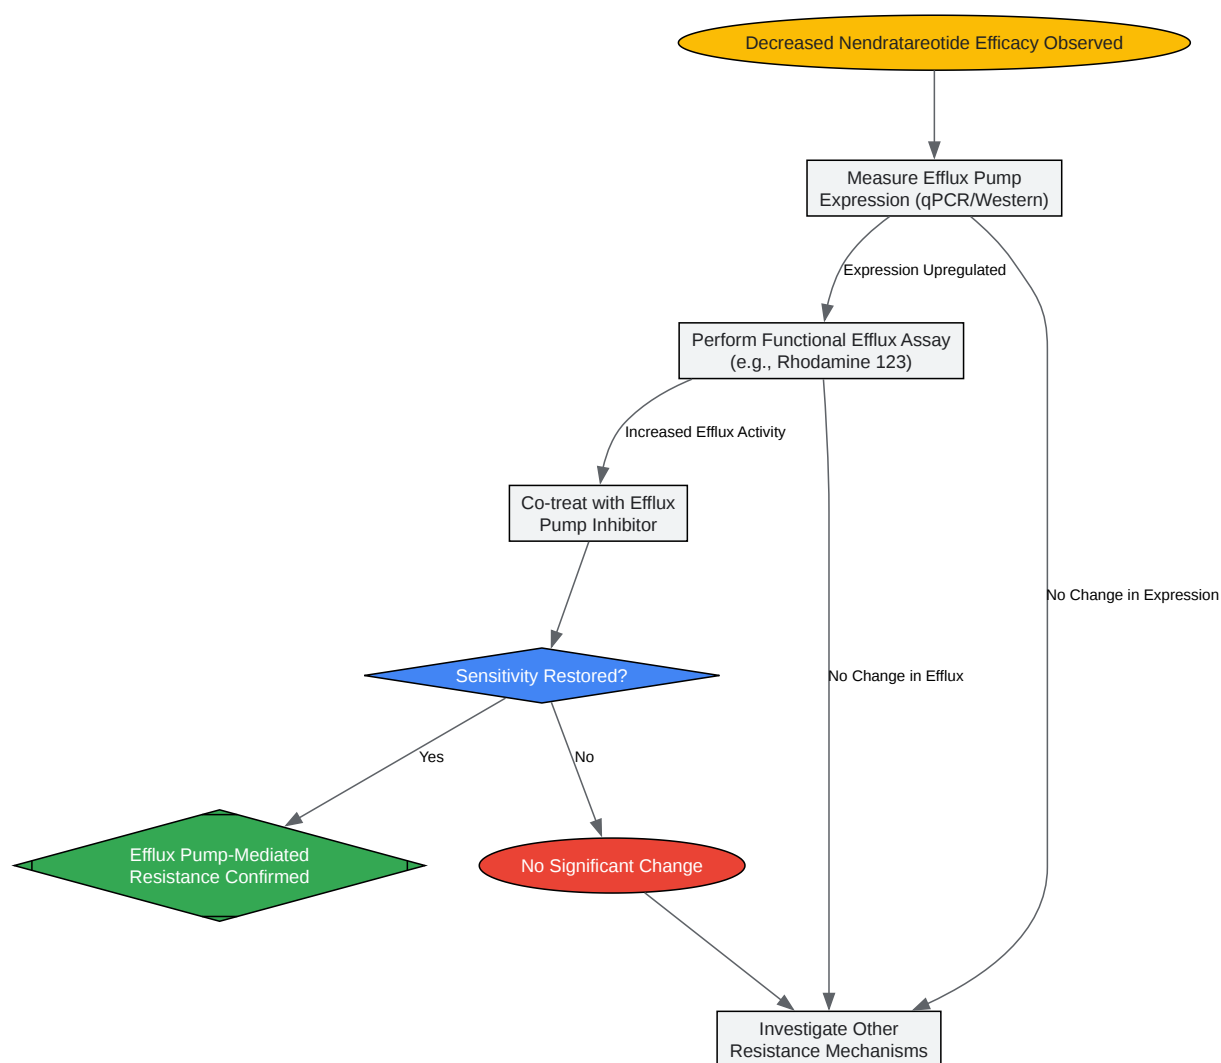 Decreased Nendratareotide Efficacy Observed
Measure Efflux Pump
Expression (qPCR/Western)
Expression Upregulated
Perform Functional Efflux Assay
(e.g., Rhodamine 123)
Increased Efflux Activity
Co-treat with Efflux
Pump Inhibitor
No Change in Expression
Sensitivity Restored?
No Change in Efflux
Yes
No
Efflux Pump-Mediated
Resistance Confirmed
No Significant Change
Investigate Other
Resistance Mechanisms